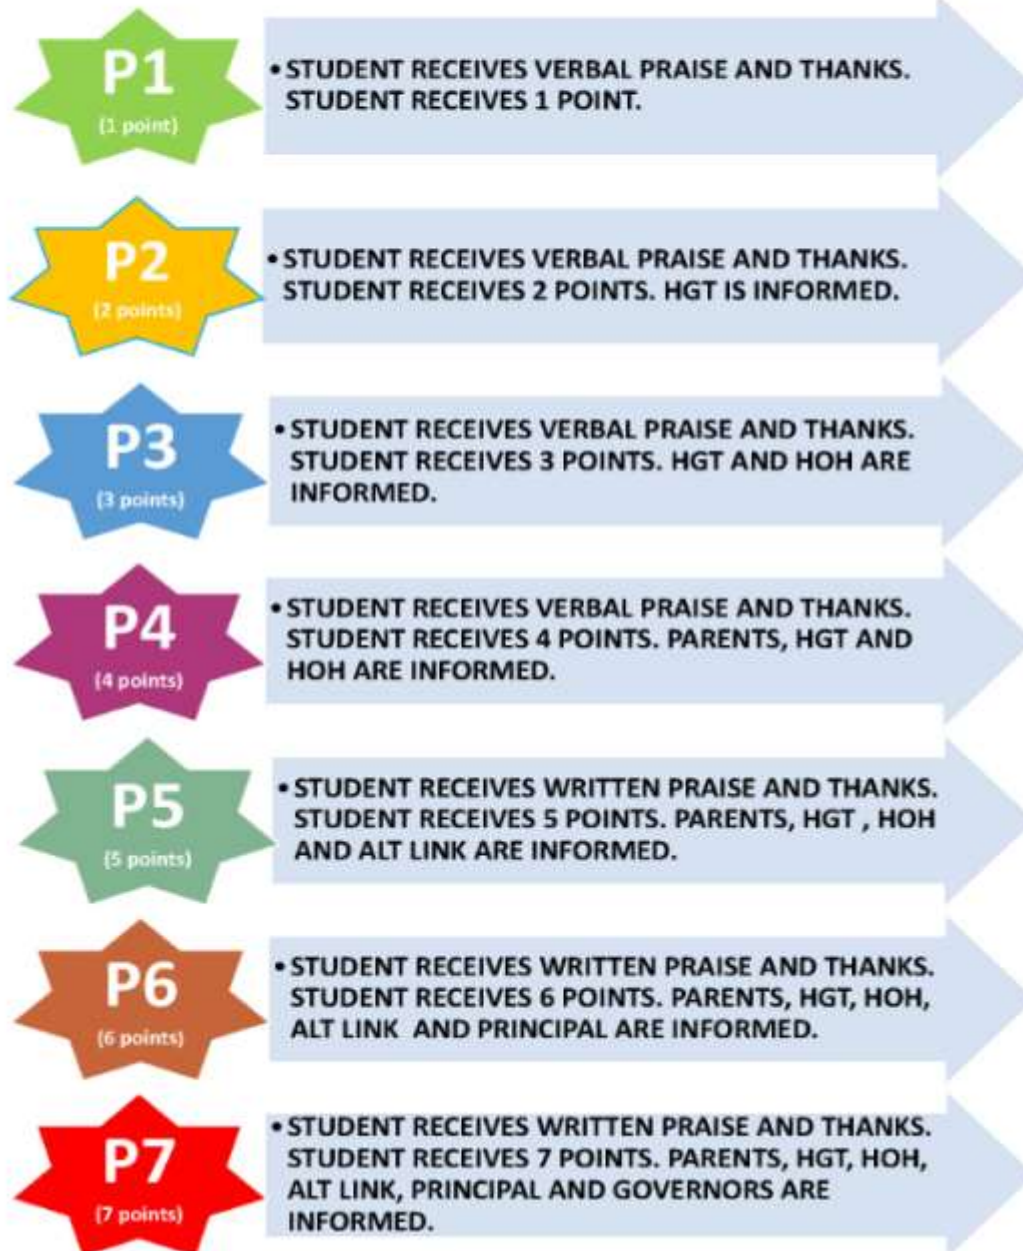 P1
(1 point)
• STUDENT RECEIVES VERBAL PRAISE AND THANKS.
STUDENT RECEIVES 1 POINT.
P2
(2 points)
• STUDENT RECEIVES VERBAL PRAISE AND THANKS.
STUDENT RECEIVES 2 POINTS. HGT IS INFORMED.
P3
(3 points)
• STUDENT RECEIVES VERBAL PRAISE AND THANKS.
STUDENT RECEIVES 3 POINTS. HGT AND HOH ARE
INFORMED.
P4
(4 points)
• STUDENT RECEIVES VERBAL PRAISE AND THANKS.
STUDENT RECEIVES 4 POINTS. PARENTS, HGT AND
HOH ARE INFORMED.
P5
(5 points)
• STUDENT RECEIVES WRITTEN PRAISE AND THANKS.
STUDENT RECEIVES 5 POINTS. PARENTS, HGT , HOH
AND ALT LINK ARE INFORMED.
P6
(6 points)
• STUDENT RECEIVES WRITTEN PRAISE AND THANKS.
STUDENT RECEIVES 6 POINTS. PARENTS, HGT, HOH,
ALT LINK  AND PRINCIPAL ARE INFORMED.
P7
(7 points)
• STUDENT RECEIVES WRITTEN PRAISE AND THANKS.
STUDENT RECEIVES 7 POINTS. PARENTS, HGT, HOH,
ALT LINK, PRINCIPAL AND GOVERNORS ARE
INFORMED.